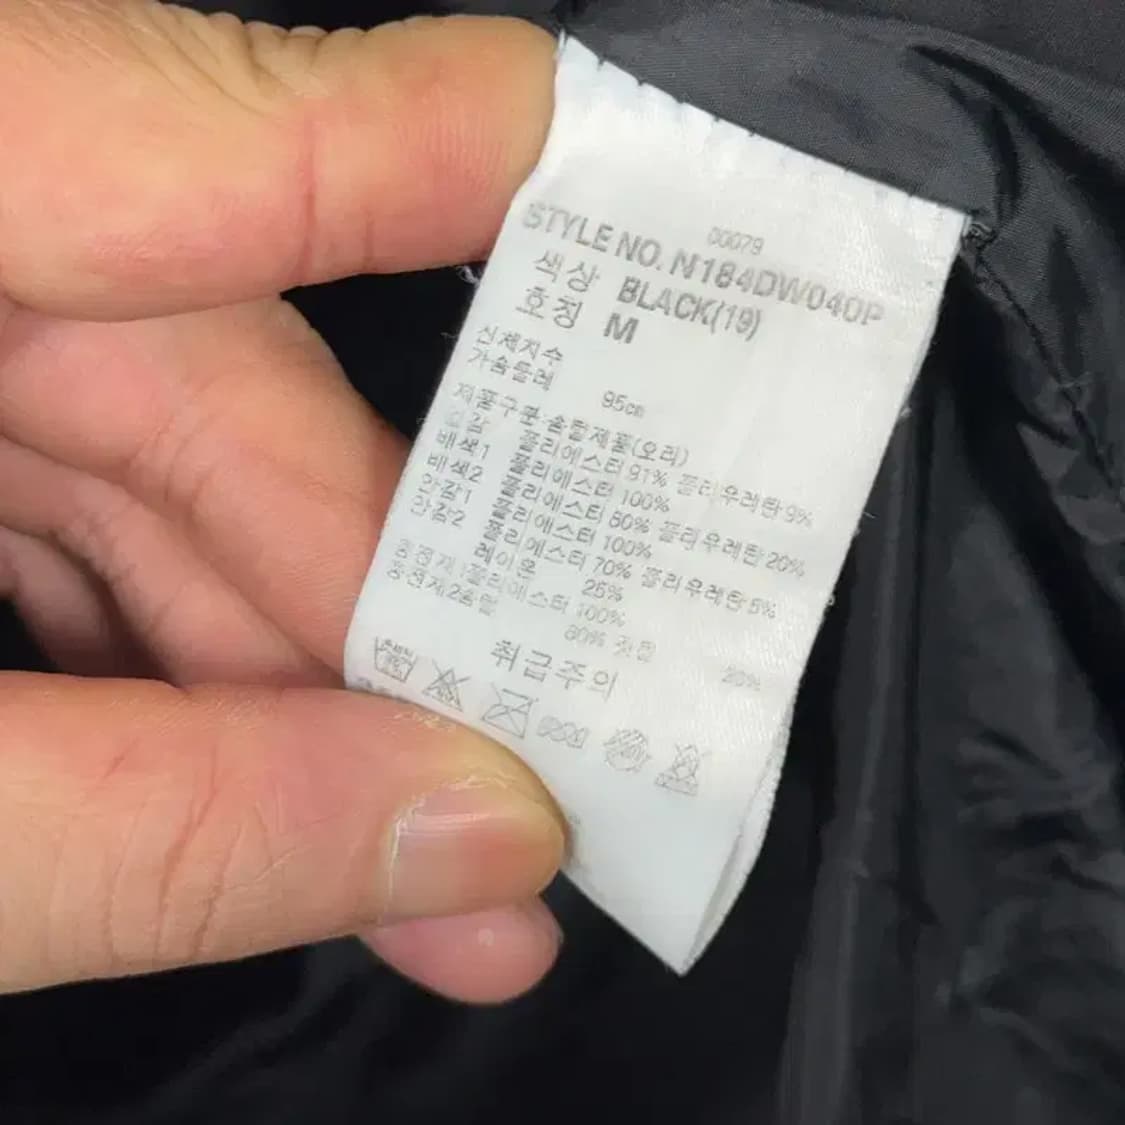 00079
STYLE NO. N184DW040P
색상 BLACK(19)
호칭 M
신체치수
가슴둘레 95cm
제품구분:솜털제품(오리)
겉감 폴리에스터 91% 폴리우레탄 9%
배색1 폴리에스터 100%
배색2 폴리에스터 80% 폴리우레탄 20%
안감1 폴리에스터 100%
안감2 폴리에스터 70% 폴리우레탄 5%
레이온 25%
충전재1 폴리에스터 100%
충전재2 솜털 80% 깃털 20%
취급주의